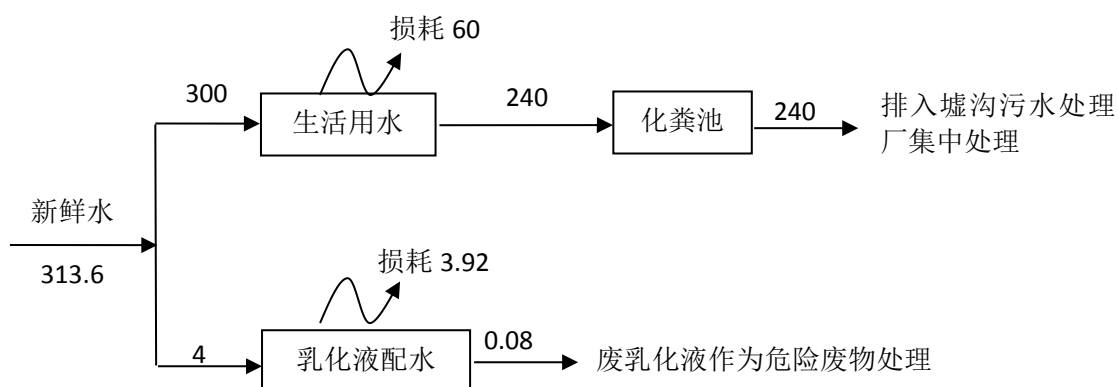 损耗 60
300
生活用水
240
化粪池
240
排入墟沟污水处理
厂集中处理
新鲜水
313.6
损耗 3.92
4
乳化液配水
0.08
废乳化液作为危险废物处理